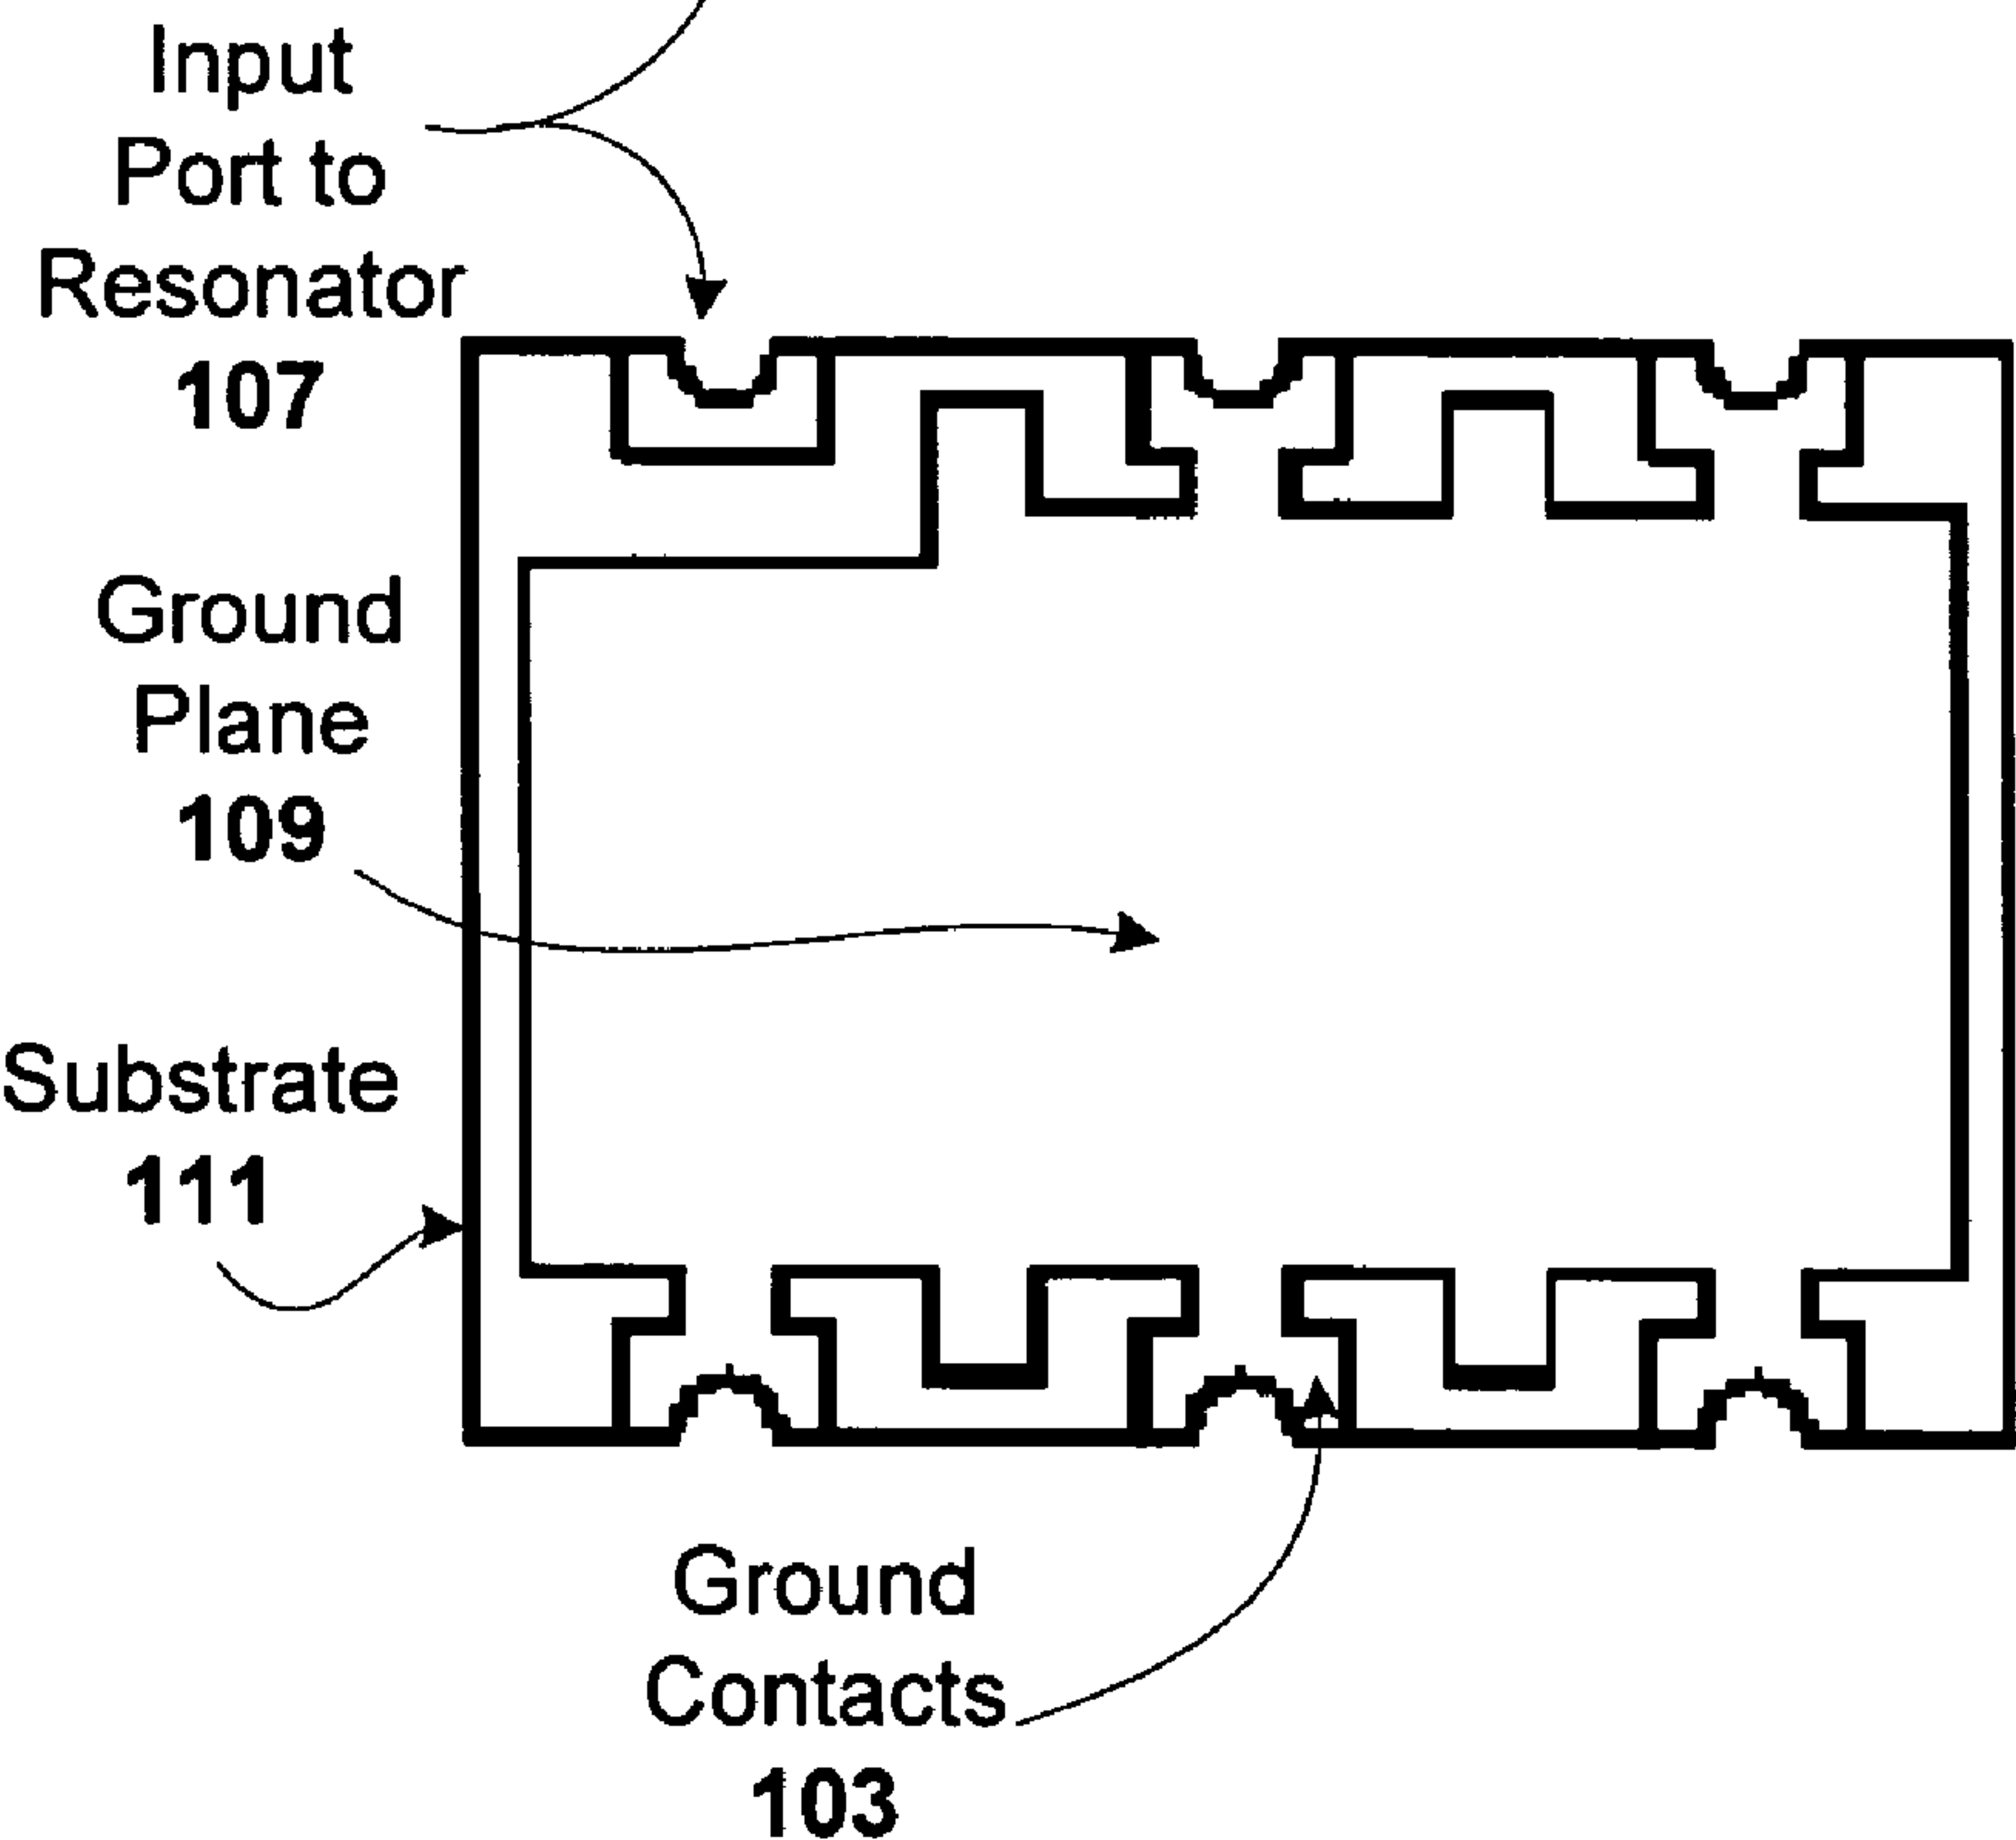 Input
Port to
Resonator
107
Ground
Plane
109
Substrate
111
Ground
Contacts
103